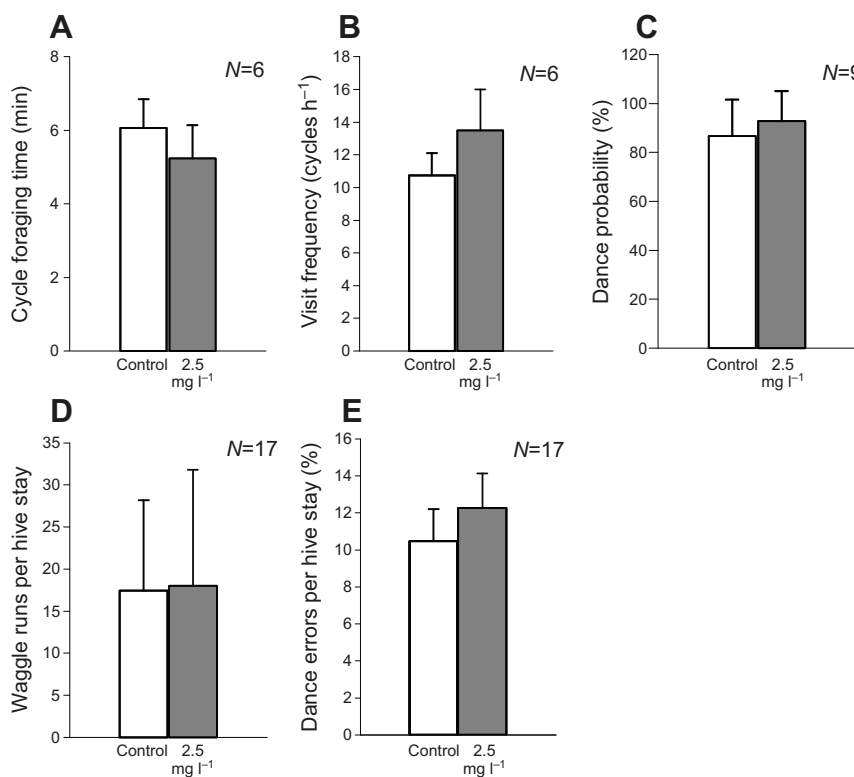 A
Cycle foraging time (min)
8
6
4
2
0
N=6
Control 2.5
mg l⁻¹
B
Visit frequency (cycles h⁻¹)
18
16
14
12
10
8
6
4
2
0
N=6
Control 2.5
mg l⁻¹
C
Dance probability (%)
120
100
80
60
40
20
0
N=9
Control 2.5
mg l⁻¹
D
Waggle runs per hive stay
35
30
25
20
15
10
5
0
N=17
Control 2.5
mg l⁻¹
E
Dance errors per hive stay (%)
16
14
12
10
8
6
4
2
0
N=17
Control 2.5
mg l⁻¹